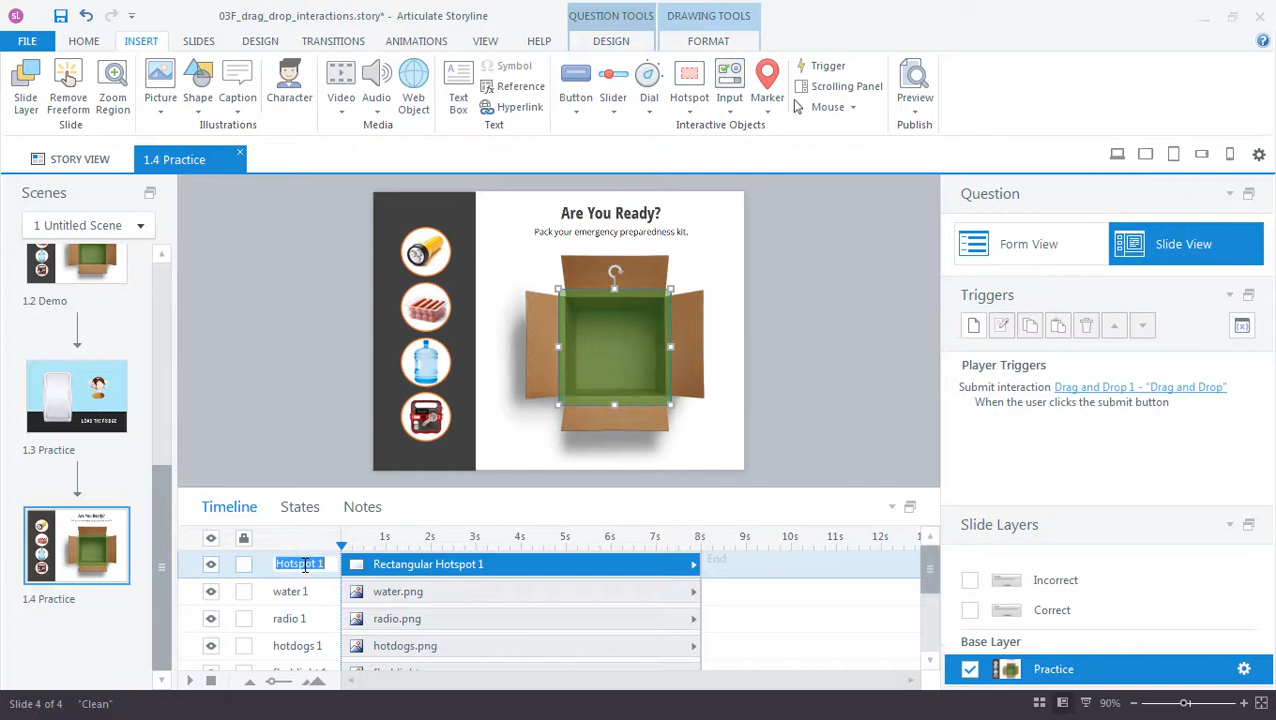 03F_drag_drop_interactions.story* - Articulate Storyline
QUESTION TOOLS
DRAWING TOOLS
FILE
HOME
INSERT
SLIDES
DESIGN
TRANSITIONS
ANIMATIONS
VIEW
HELP
DESIGN
FORMAT
Slide Layer
Remove Freeform
Zoom Region
Slide
Picture
Shape
Caption
Character
Illustrations
Video
Audio
Web Object
Media
Text Box
Symbol
Reference
Hyperlink
Text
Button
Slider
Dial
Hotspot
Input
Marker
Trigger
Scrolling Panel
Mouse
Interactive Objects
Preview
Publish
STORY VIEW
1.4 Practice
Scenes
1 Untitled Scene
1.2 Demo
LOAD THE FRIDGE
1.3 Practice
Are You Ready?
1.4 Practice
Are You Ready?
Pack your emergency preparedness kit.
Timeline
States
Notes
1s 2s 3s 4s 5s 6s 7s 8s 9s 10s 11s 12s
Hotspot 1
Rectangular Hotspot 1
End
water 1
water.png
radio 1
radio.png
hotdogs 1
hotdogs.png
Question
Form View
Slide View
Triggers
Player Triggers
Submit interaction Drag and Drop 1 - "Drag and Drop"
When the user clicks the submit button
Slide Layers
Incorrect
Correct
Base Layer
Practice
Slide 4 of 4
"Clean"
90%